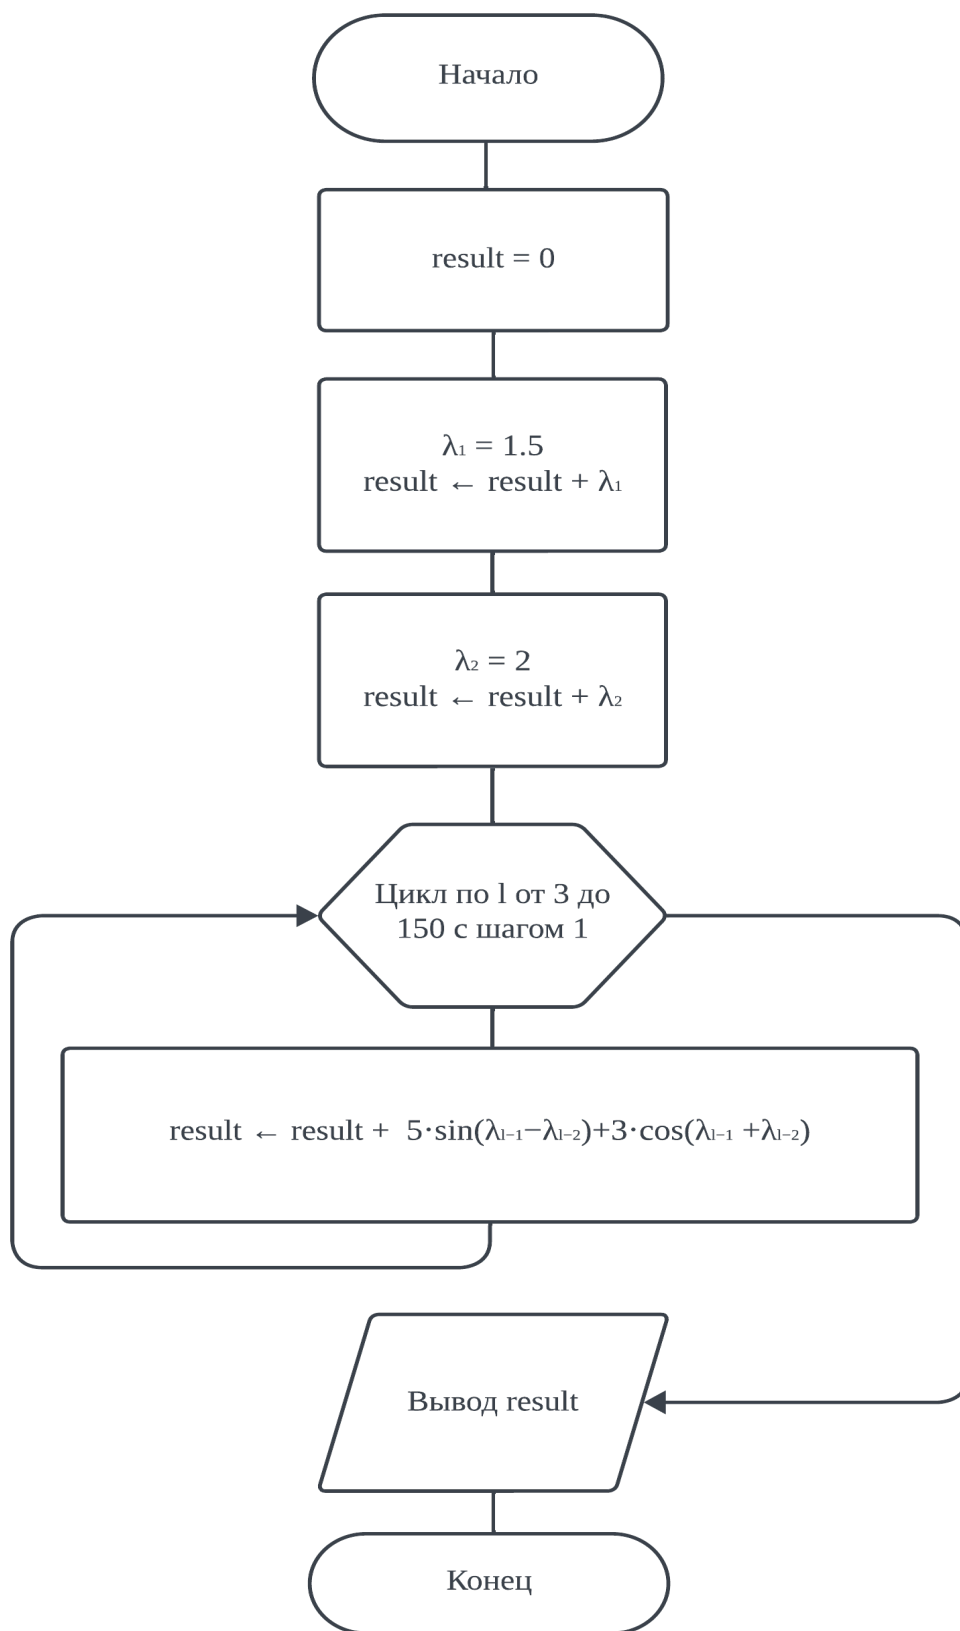 Начало
result = 0
λ₁ = 1.5
result ← result + λ₁
λ₂ = 2
result ← result + λ₂
Цикл по l от 3 до
150 с шагом 1
result ← result + 5·sin(λₗ₋₁−λₗ₋₂)+3·cos(λₗ₋₁ +λₗ₋₂)
Вывод result
Конец